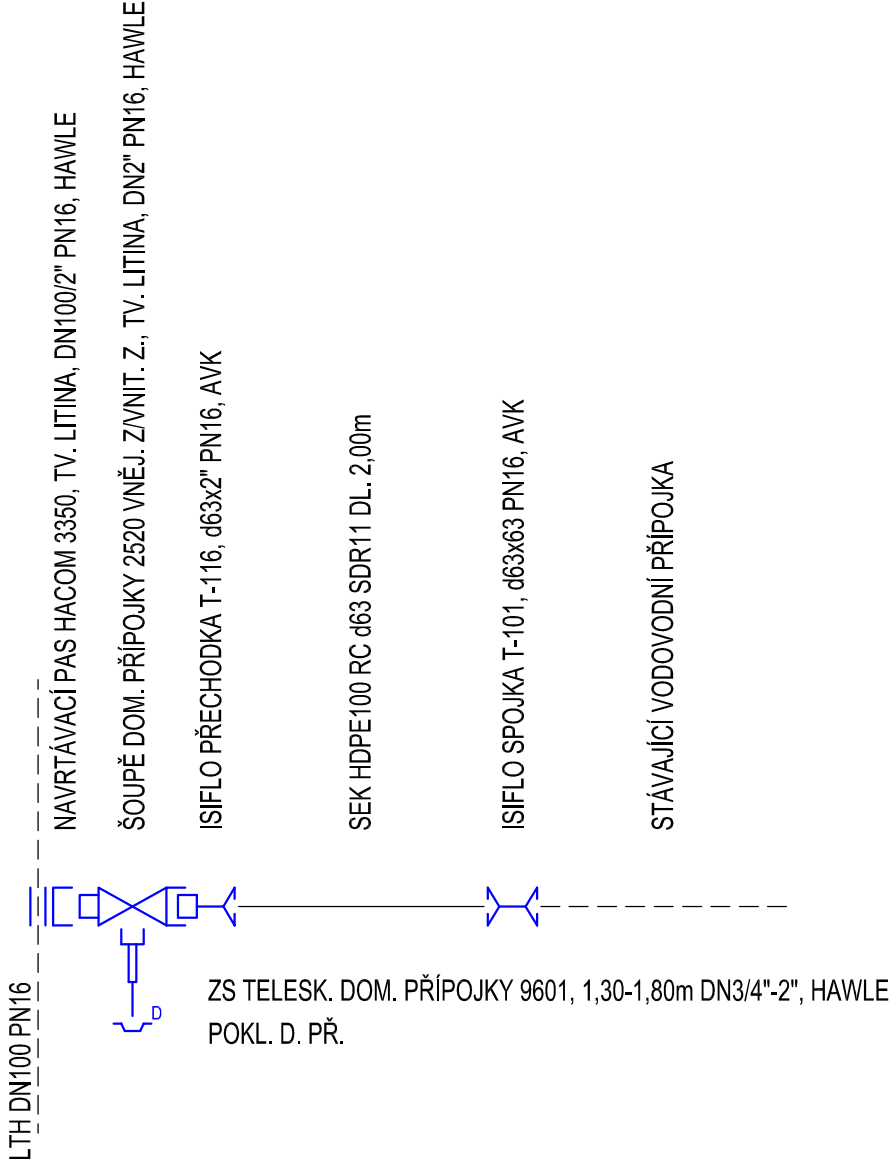 LTH DN100 PN16
NAVRTÁVACÍ PAS HACOM 3350, TV. LITINA, DN100/2" PN16, HAWLE
ŠOUPĚ DOM. PŘÍPOJKY 2520 VNĚJ. Z/VNIT. Z., TV. LITINA, DN2" PN16, HAWLE
ISIFLO PŘECHODKA T-116, d63x2" PN16, AVK
SEK HDPE100 RC d63 SDR11 DL. 2,00m
ISIFLO SPOJKA T-101, d63x63 PN16, AVK
STÁVAJÍCÍ VODOVODNÍ PŘÍPOJKA
D
ZS TELESK. DOM. PŘÍPOJKY 9601, 1,30-1,80m DN3/4"-2", HAWLE
POKL. D. PŘ.